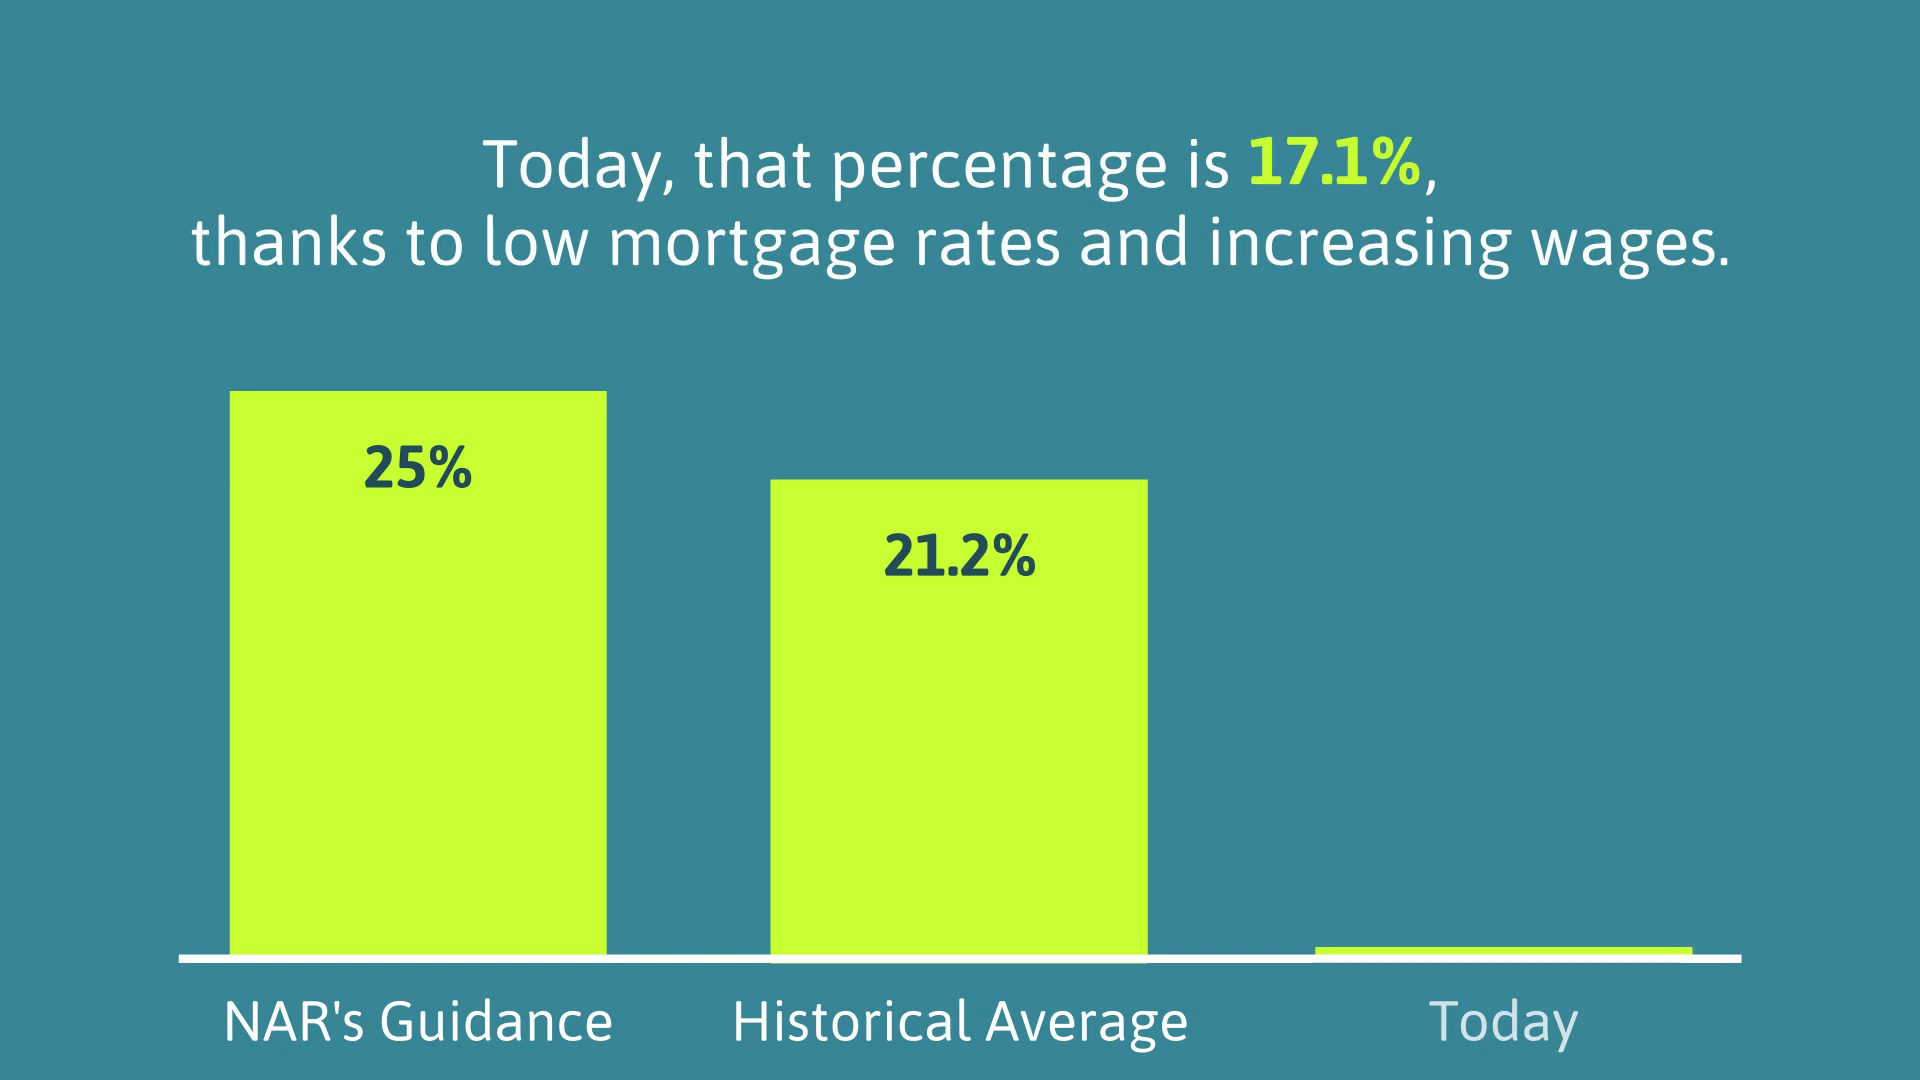 Today, that percentage is 17.1%,
thanks to low mortgage rates and increasing wages.
25%
21.2%
NAR's Guidance
Historical Average
Today